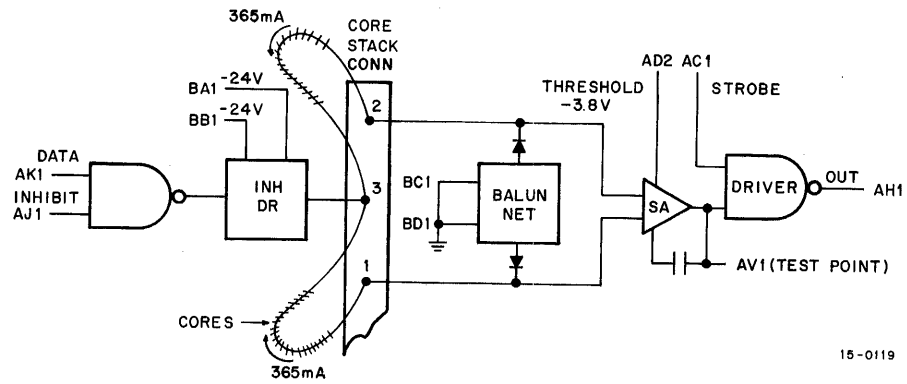 365mA
CORE
STACK
CONN
AD2 AC1
BA1 -24V
THRESHOLD
-3.8V
STROBE
BB1 -24V
2
DATA
AK1
INHIBIT
AJ1
INH
DR
3
BC1
BD1
BALUN
NET
SA
DRIVER
OUT
AH1
1
AV1 (TEST POINT)
CORES
365mA
15-0119